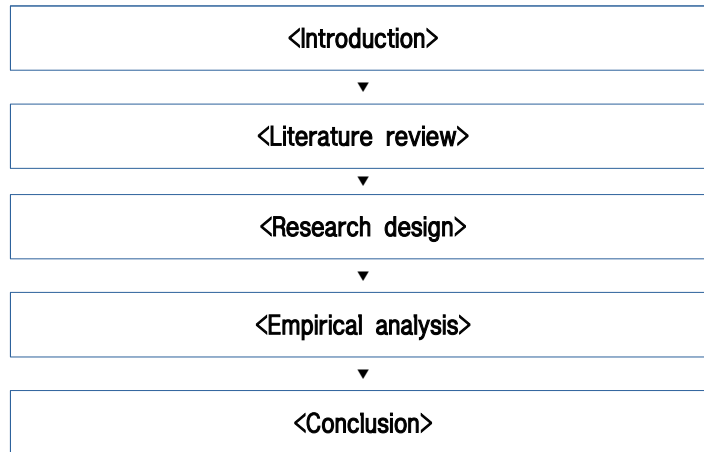 <Introduction>
<Literature review>
<Research design>
<Empirical analysis>
<Conclusion>